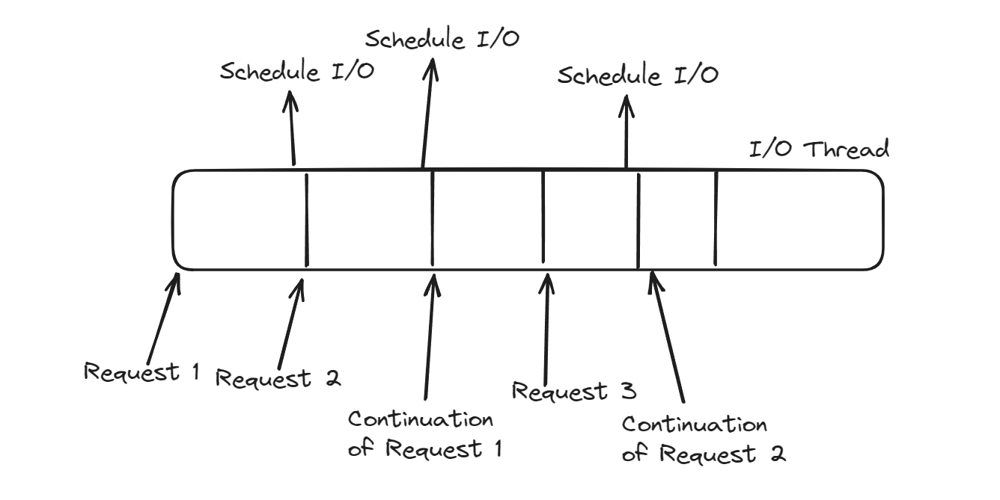 Schedule I/O
Schedule I/O
Schedule I/O
I/O Thread
Request 1
Request 2
Continuation
of Request 1
Request 3
Continuation
of Request 2